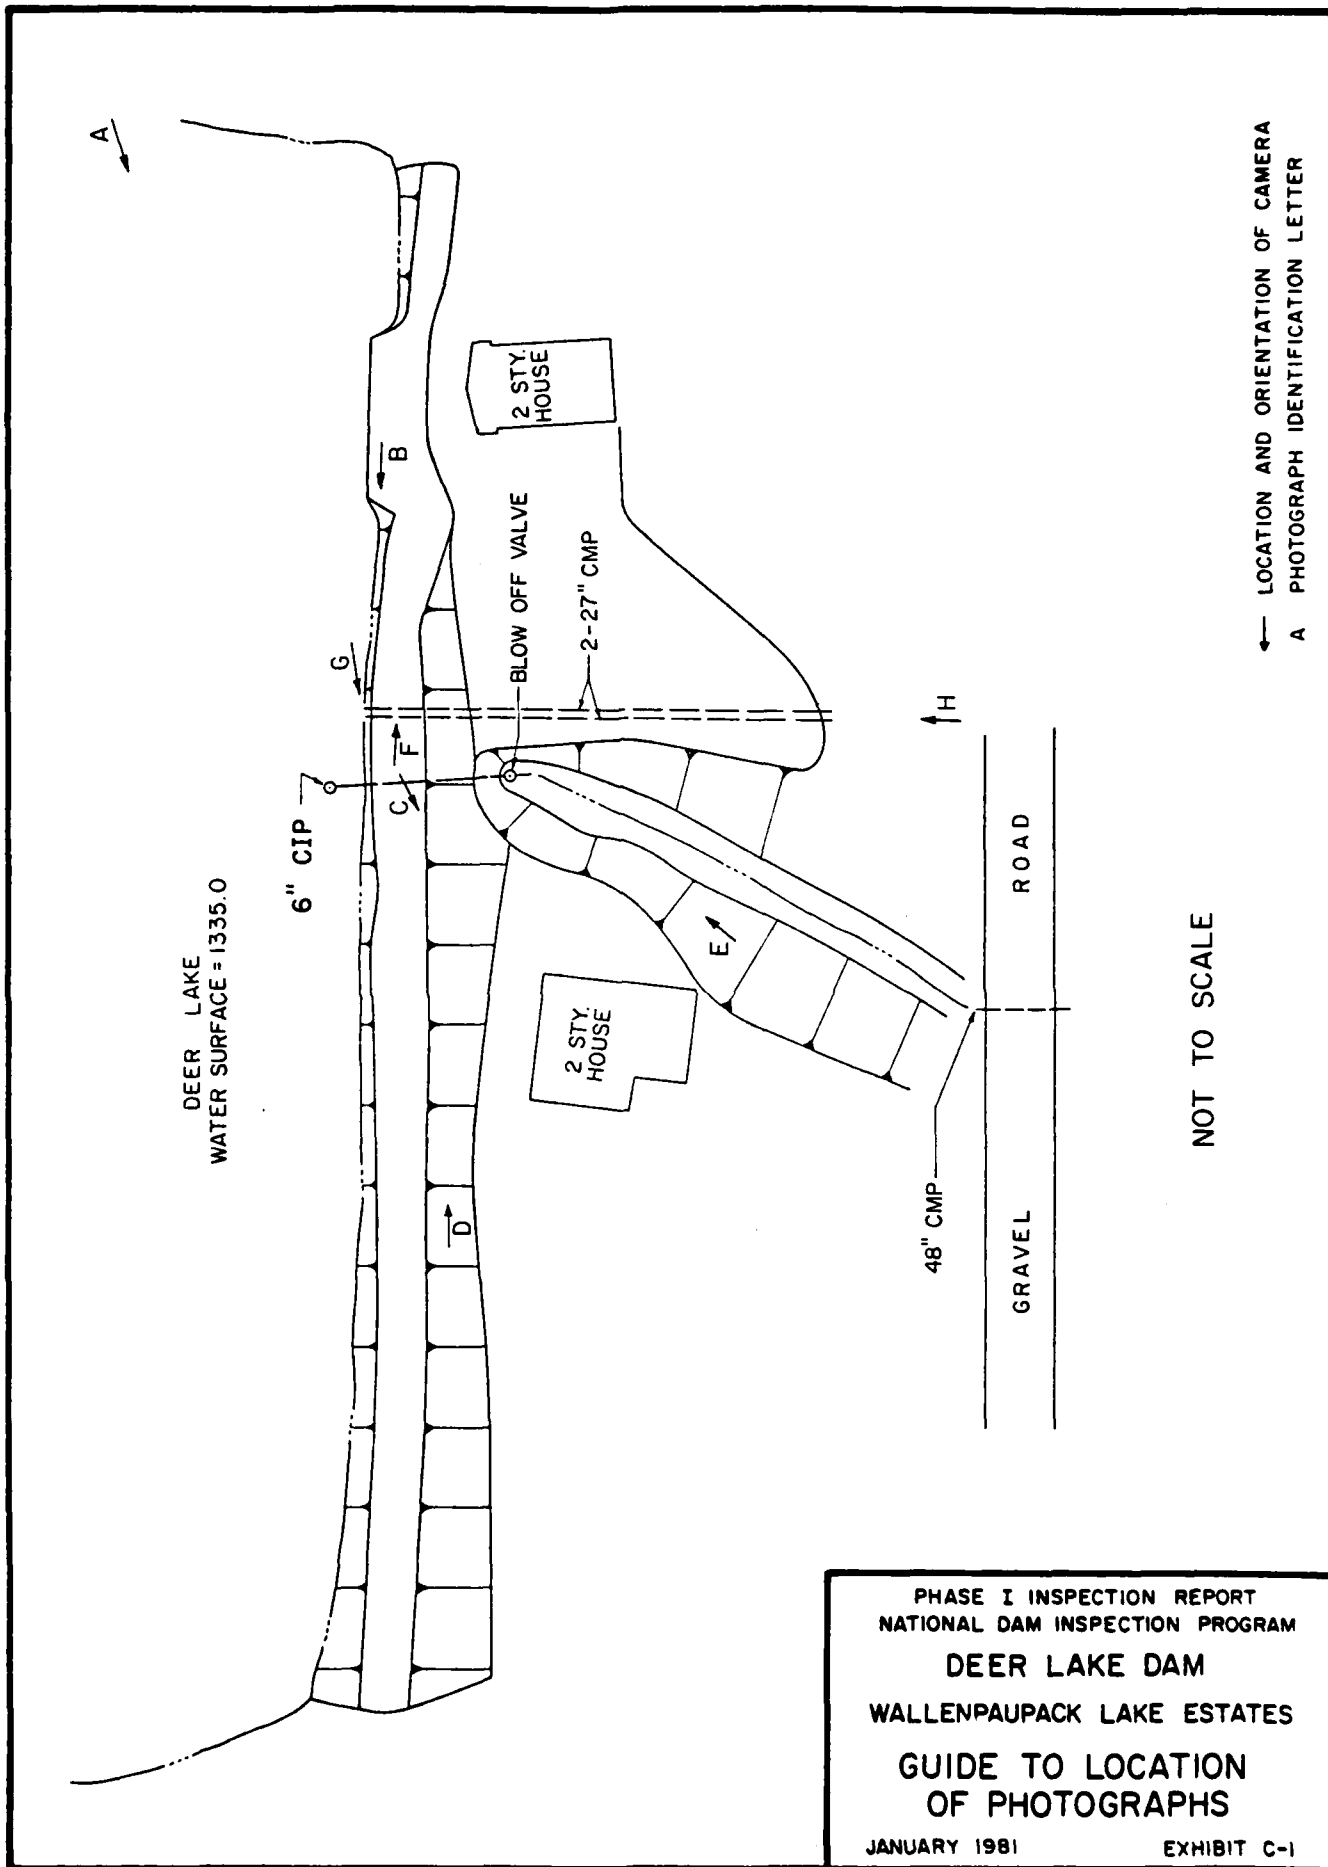 A
DEER LAKE
WATER SURFACE = 1335.0
6" CIP
G
B
F
C
2 STY.
HOUSE
BLOW OFF VALVE
2-27" CMP
H
E
2 STY.
HOUSE
D
48" CMP
GRAVEL ROAD
NOT TO SCALE
LOCATION AND ORIENTATION OF CAMERA
A PHOTOGRAPH IDENTIFICATION LETTER
PHASE I INSPECTION REPORT
NATIONAL DAM INSPECTION PROGRAM
DEER LAKE DAM
WALLENPAUPACK LAKE ESTATES
GUIDE TO LOCATION
OF PHOTOGRAPHS
JANUARY 1981 EXHIBIT C-1